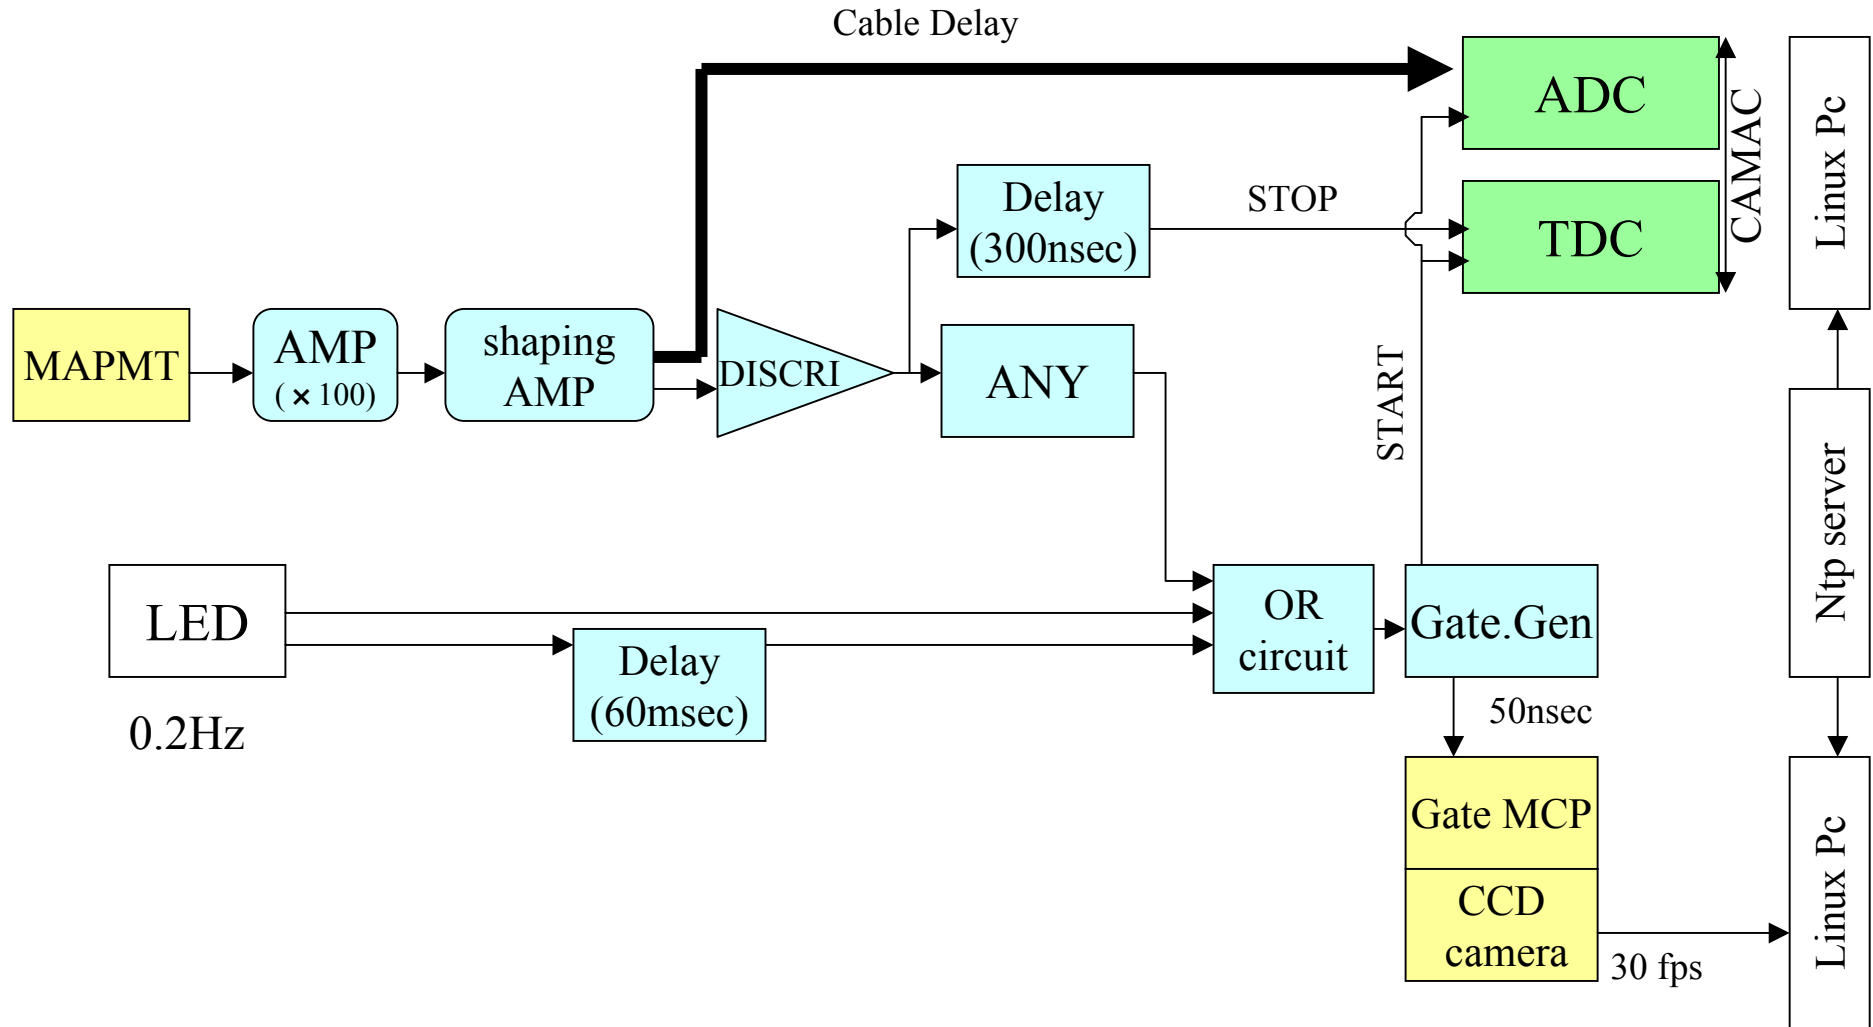 Cable Delay
ADC
CAMAC
Linux Pc
Delay
(300nsec)
STOP
TDC
MAPMT
AMP
( × 100)
shaping
AMP
DISCRI
ANY
START
Ntp server
LED
0.2Hz
Delay
(60msec)
OR
circuit
Gate.Gen
50nsec
Gate MCP
CCD
camera
30 fps
Linux Pc